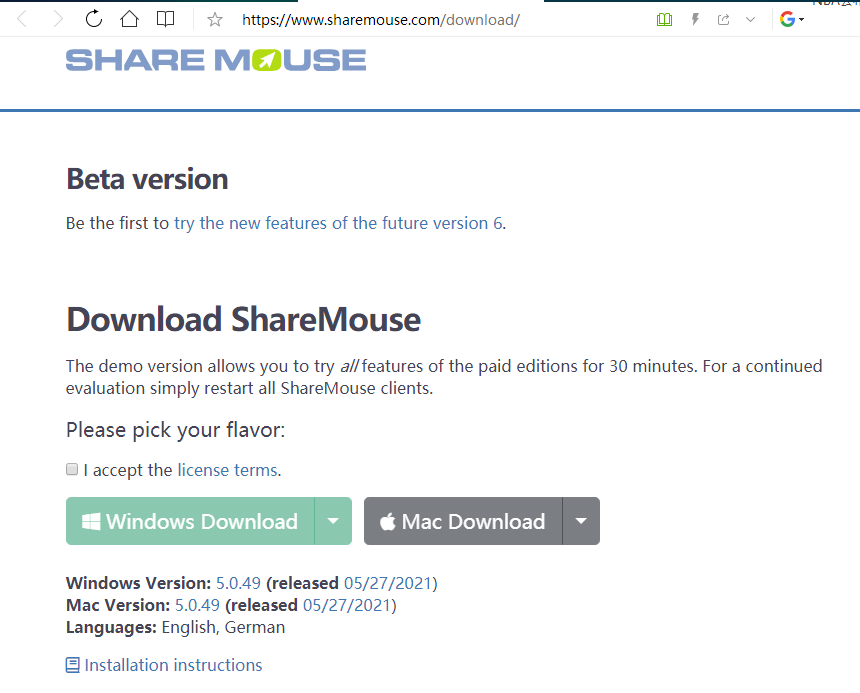 https://www.sharemouse.com/download/
SHARE MOUSE
Beta version
Be the first to try the new features of the future version 6.
Download ShareMouse
The demo version allows you to try all features of the paid editions for 30 minutes. For a continued
evaluation simply restart all ShareMouse clients.
Please pick your flavor:
I accept the license terms.
Windows Download
Mac Download
Windows Version: 5.0.49 (released 05/27/2021)
Mac Version: 5.0.49 (released 05/27/2021)
Languages: English, German
Installation instructions